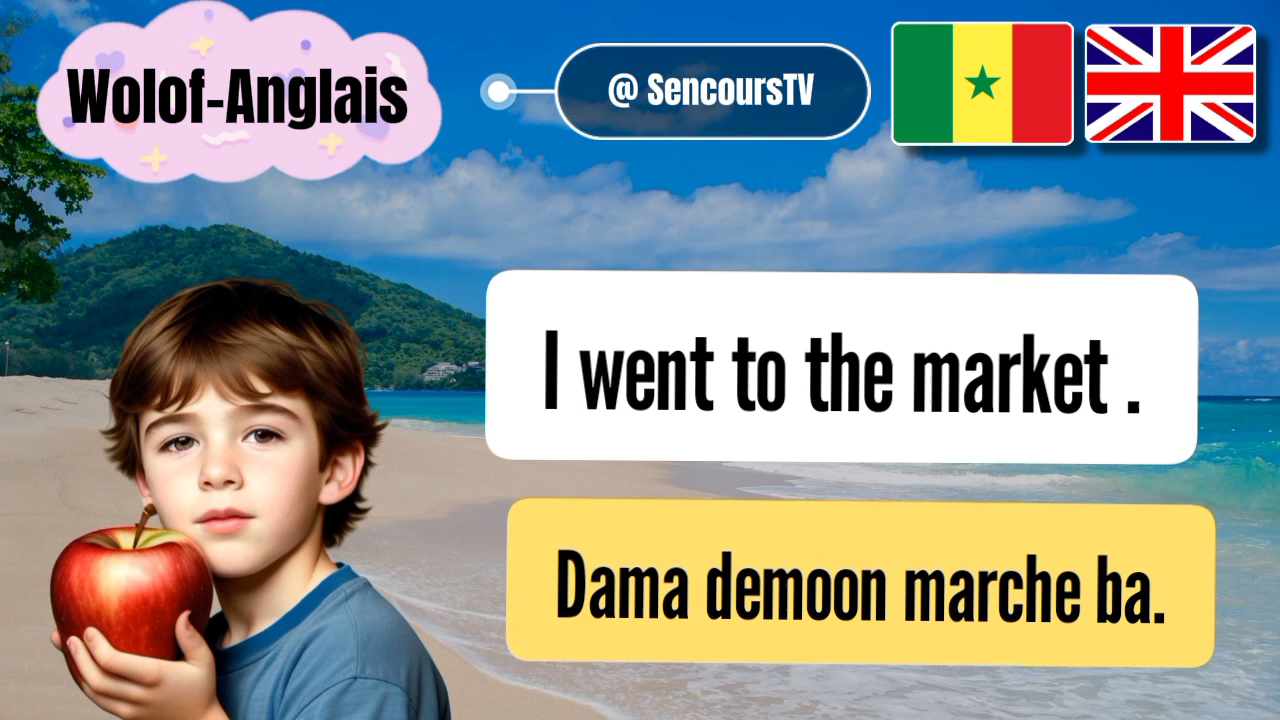 Wolof-Anglais
@ SencoursTV
I went to the market .
Dama demoon marche ba.